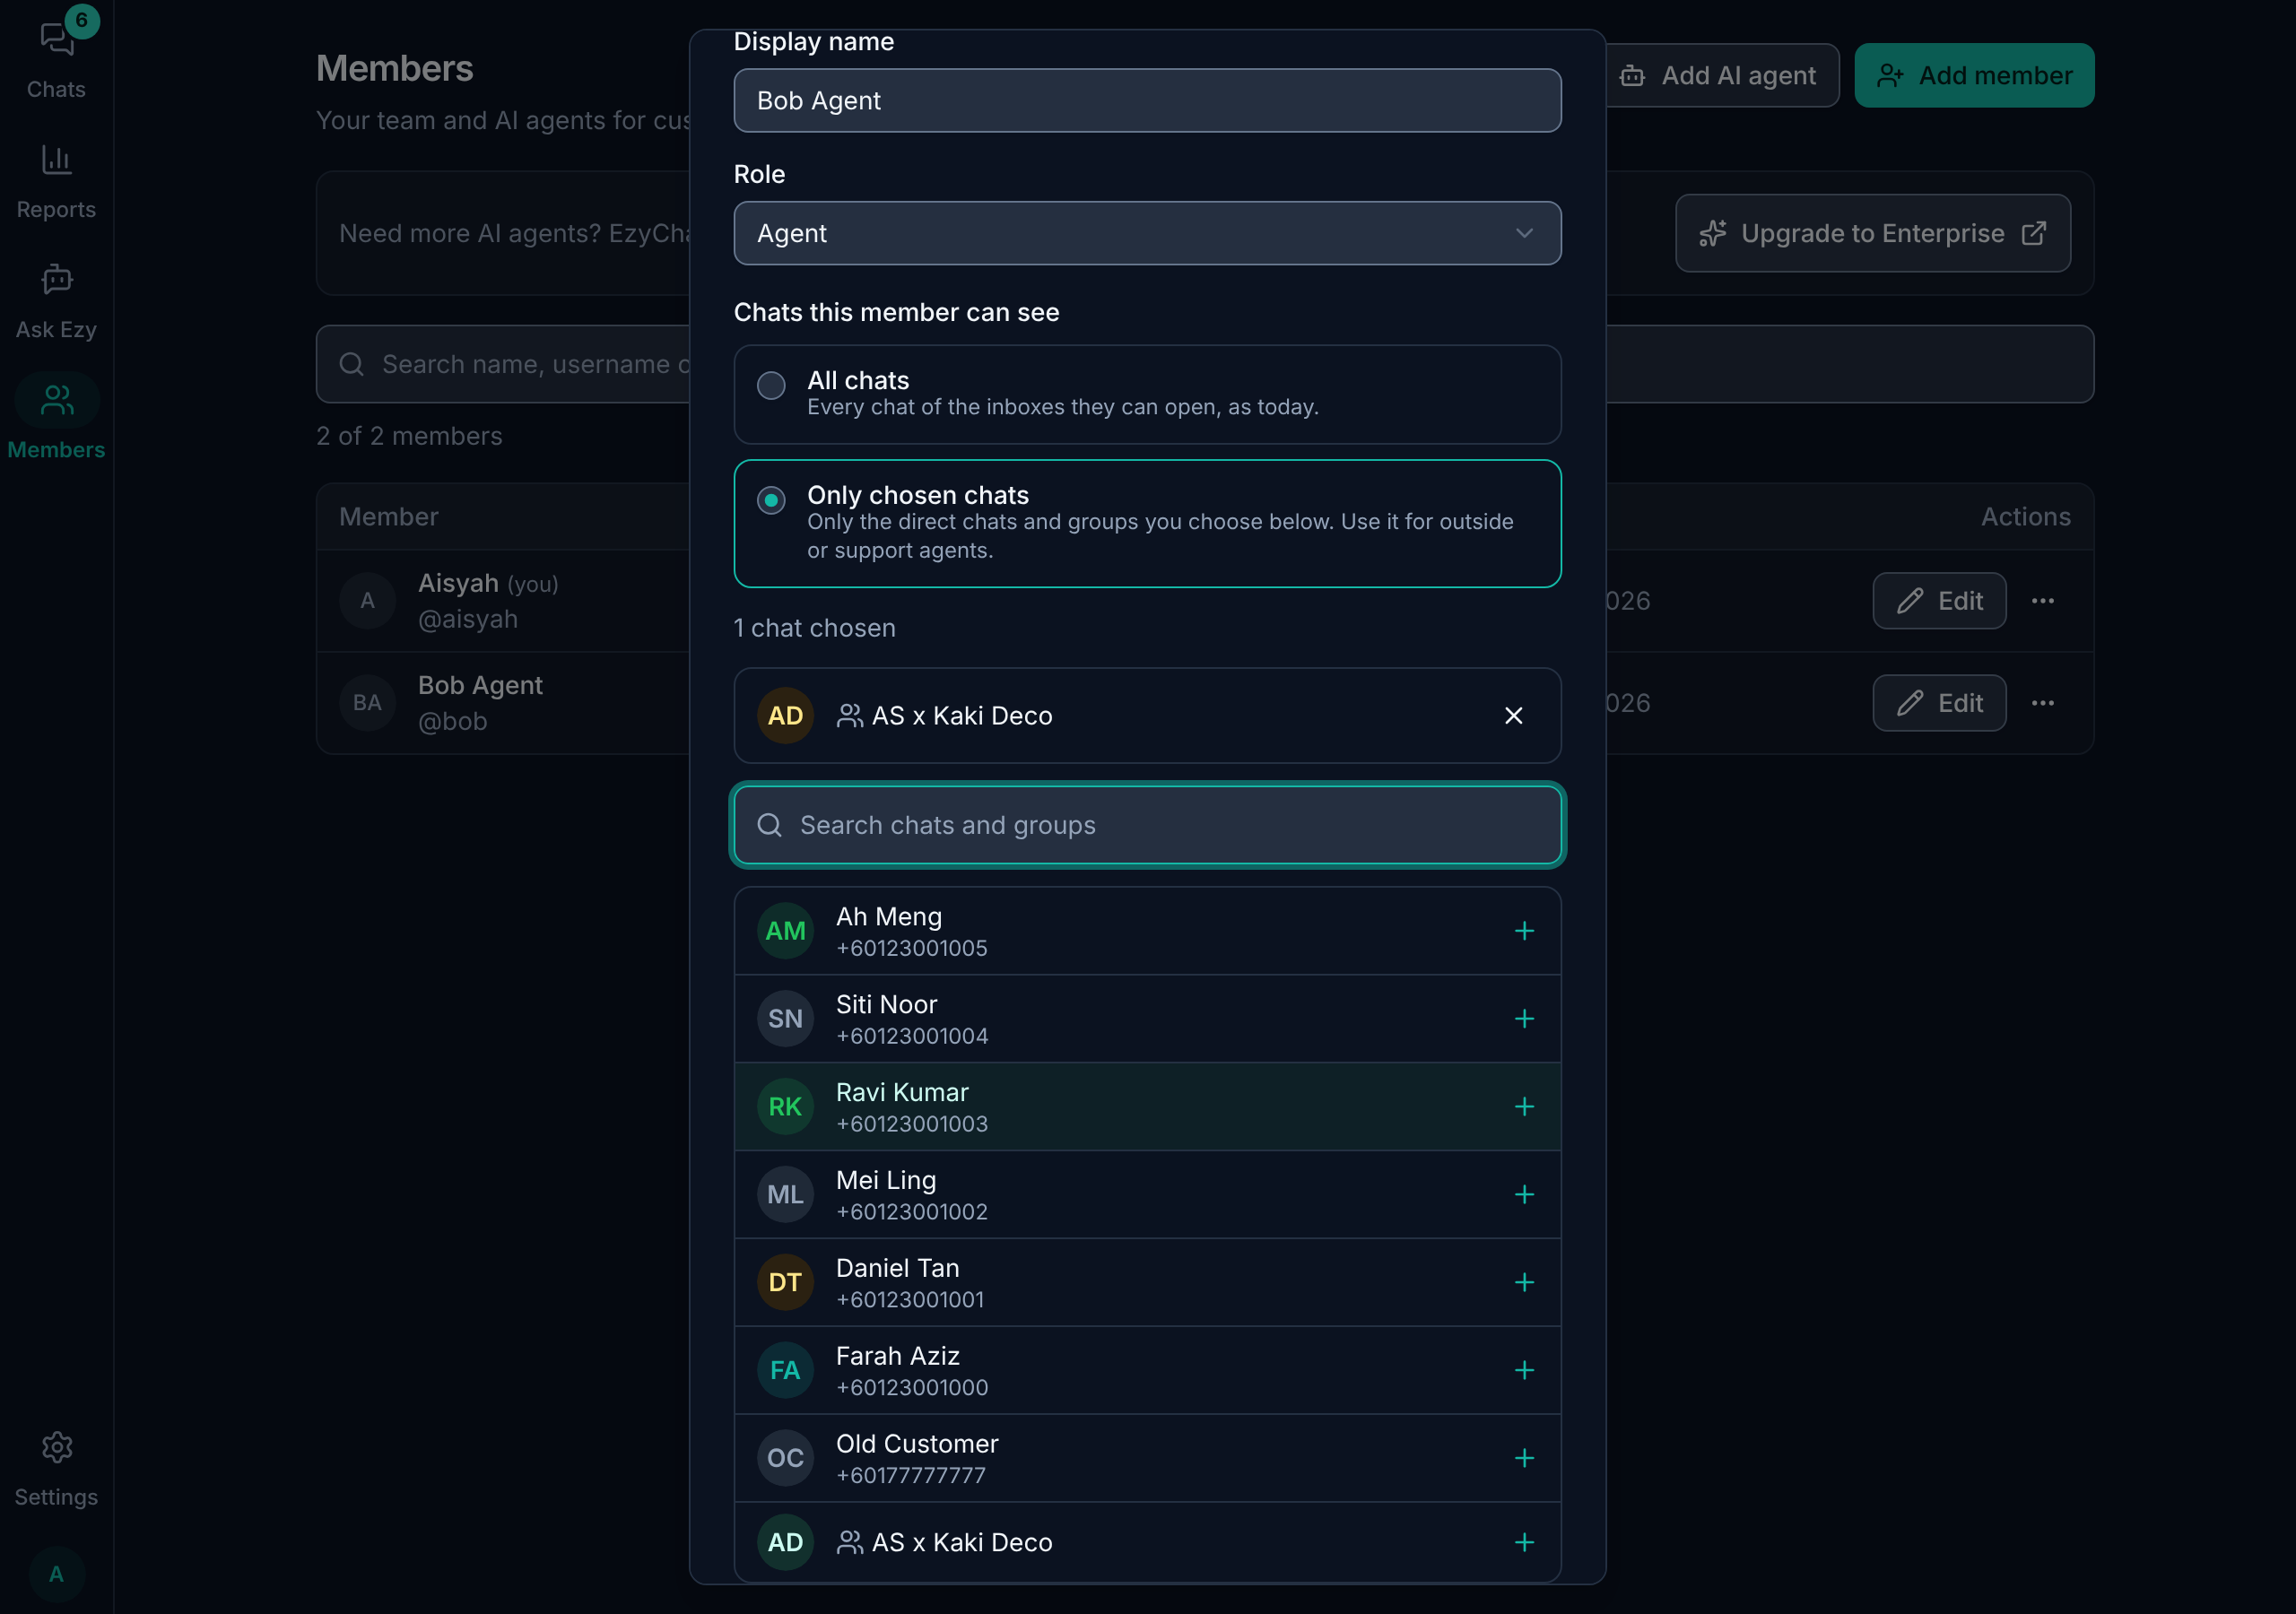 6
Chats
Reports
Ask Ezy
Members
Settings
A
Members
Your team and AI agents for cus
Add AI agent
Add member
Need more AI agents? EzyCha
Upgrade to Enterprise
Search name, username o
2 of 2 members
Member
Actions
A
Aisyah (you)
@aisyah
026
Edit
BA
Bob Agent
@bob
026
Edit
Display name
Bob Agent
Role
Agent
Chats this member can see
All chats
Every chat of the inboxes they can open, as today.
Only chosen chats
Only the direct chats and groups you choose below. Use it for outside
or support agents.
1 chat chosen
AD
AS x Kaki Deco
Search chats and groups
AM
Ah Meng
+60123001005
SN
Siti Noor
+60123001004
RK
Ravi Kumar
+60123001003
ML
Mei Ling
+60123001002
DT
Daniel Tan
+60123001001
FA
Farah Aziz
+60123001000
OC
Old Customer
+60177777777
AD
AS x Kaki Deco